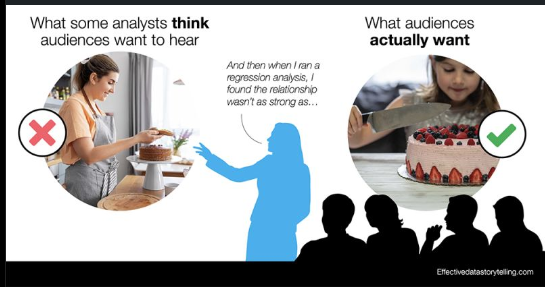 What some analysts think
audiences want to hear
What audiences
actually want
And then when I ran a
regression analysis, I
found the relationship
wasn't as strong as…
Effectivedatastorytelling.com